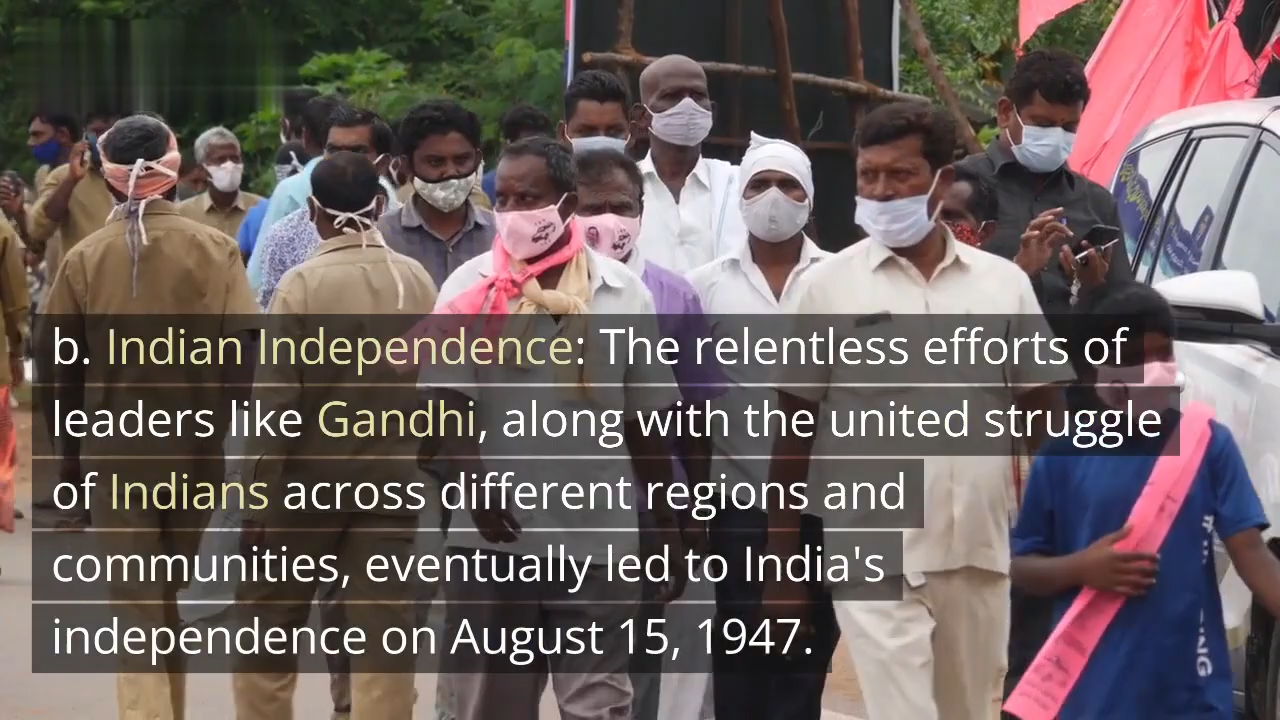 b. Indian Independence: The relentless efforts of
leaders like Gandhi, along with the united struggle
of Indians across different regions and
communities, eventually led to India's
independence on August 15, 1947.